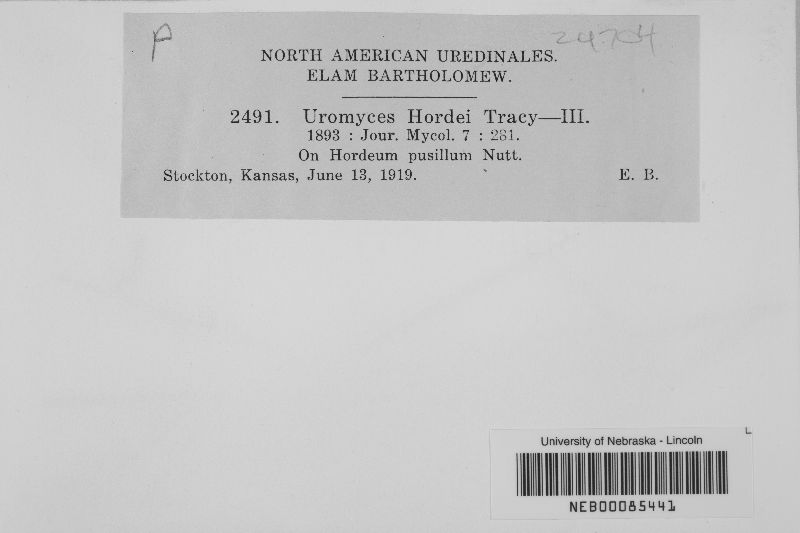 P
24704
NORTH AMERICAN UREDINALES.
ELAM BARTHOLOMEW.
2491. Uromyces Hordei Tracy—III.
1893 : Jour. Mycol. 7 : 281.
On Hordeum pusillum Nutt.
Stockton, Kansas, June 13, 1919. E. B.
University of Nebraska - Lincoln
NEB00085441